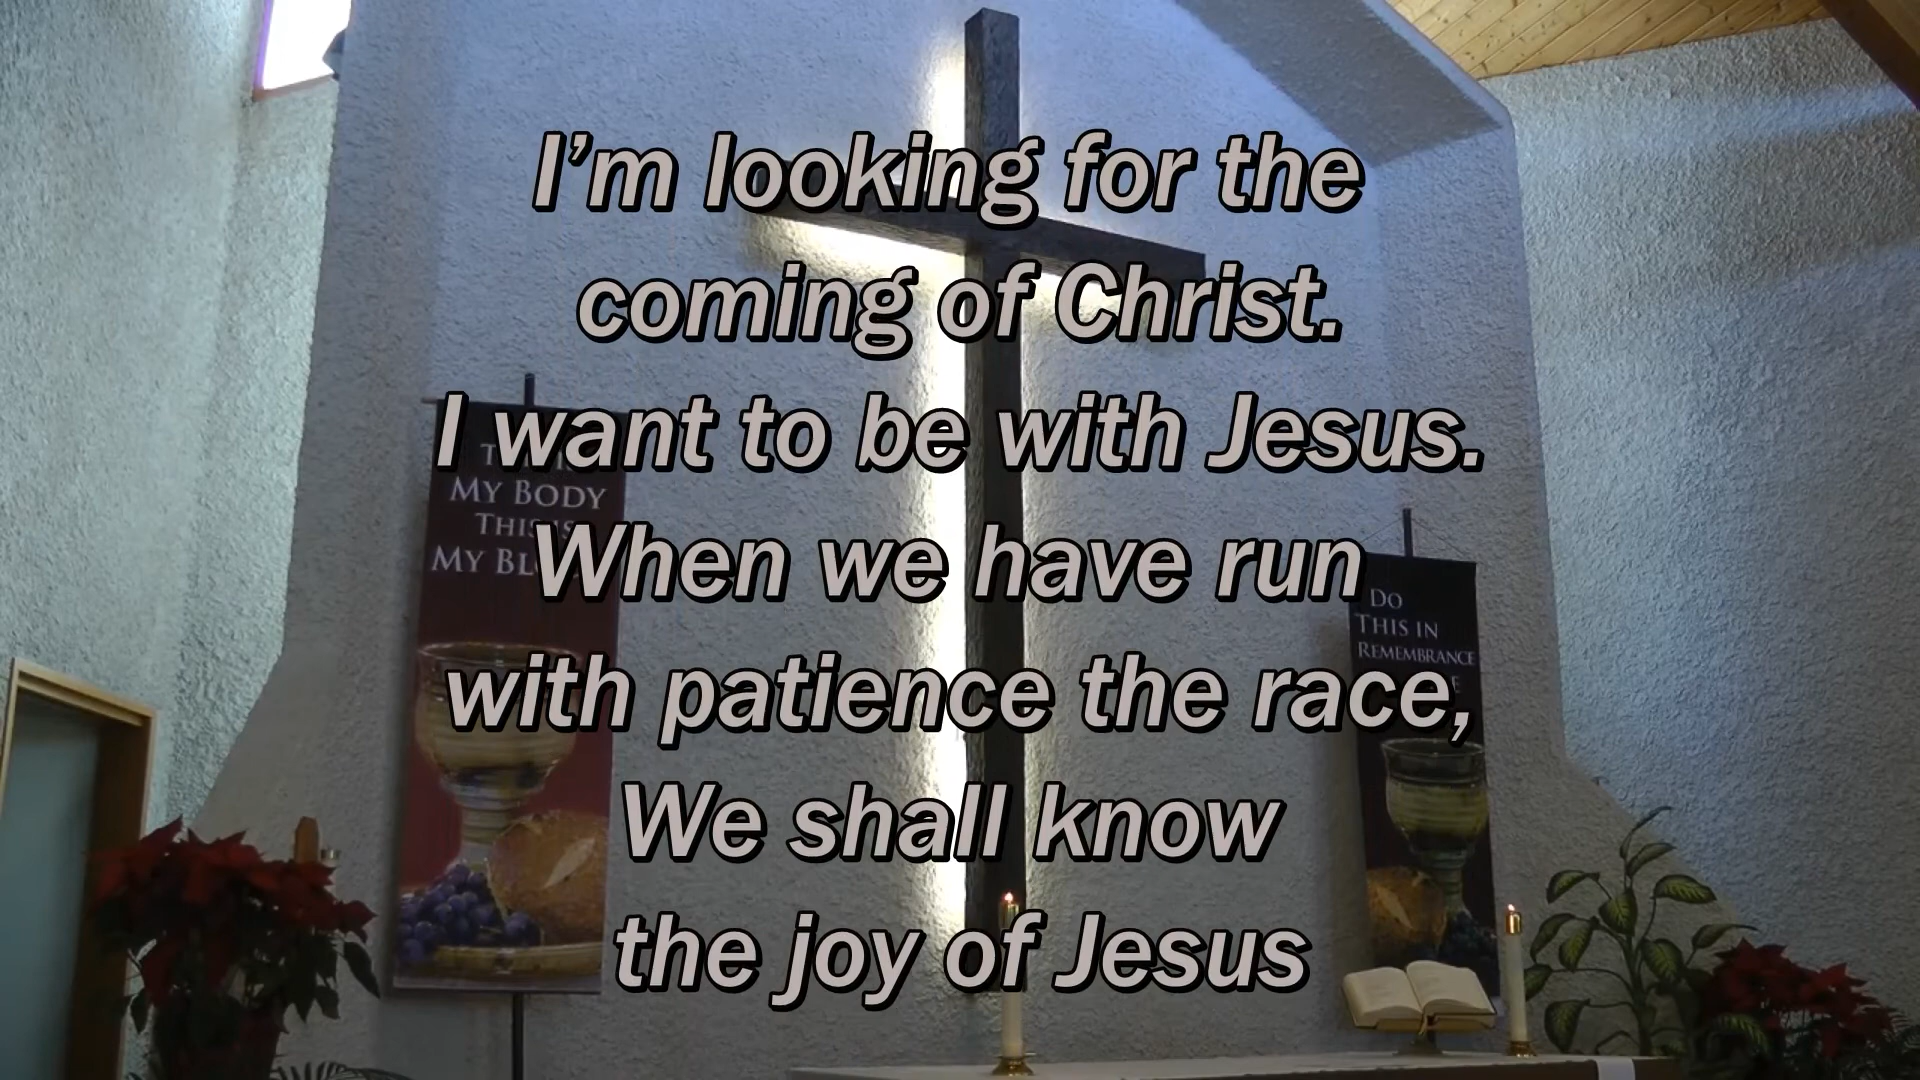 I’m looking for the
coming of Christ.
I want to be with Jesus.
When we have run
with patience the race,
We shall know
the joy of Jesus
MY BODY
MY
DO
THIS IN
REMEMBRANCE